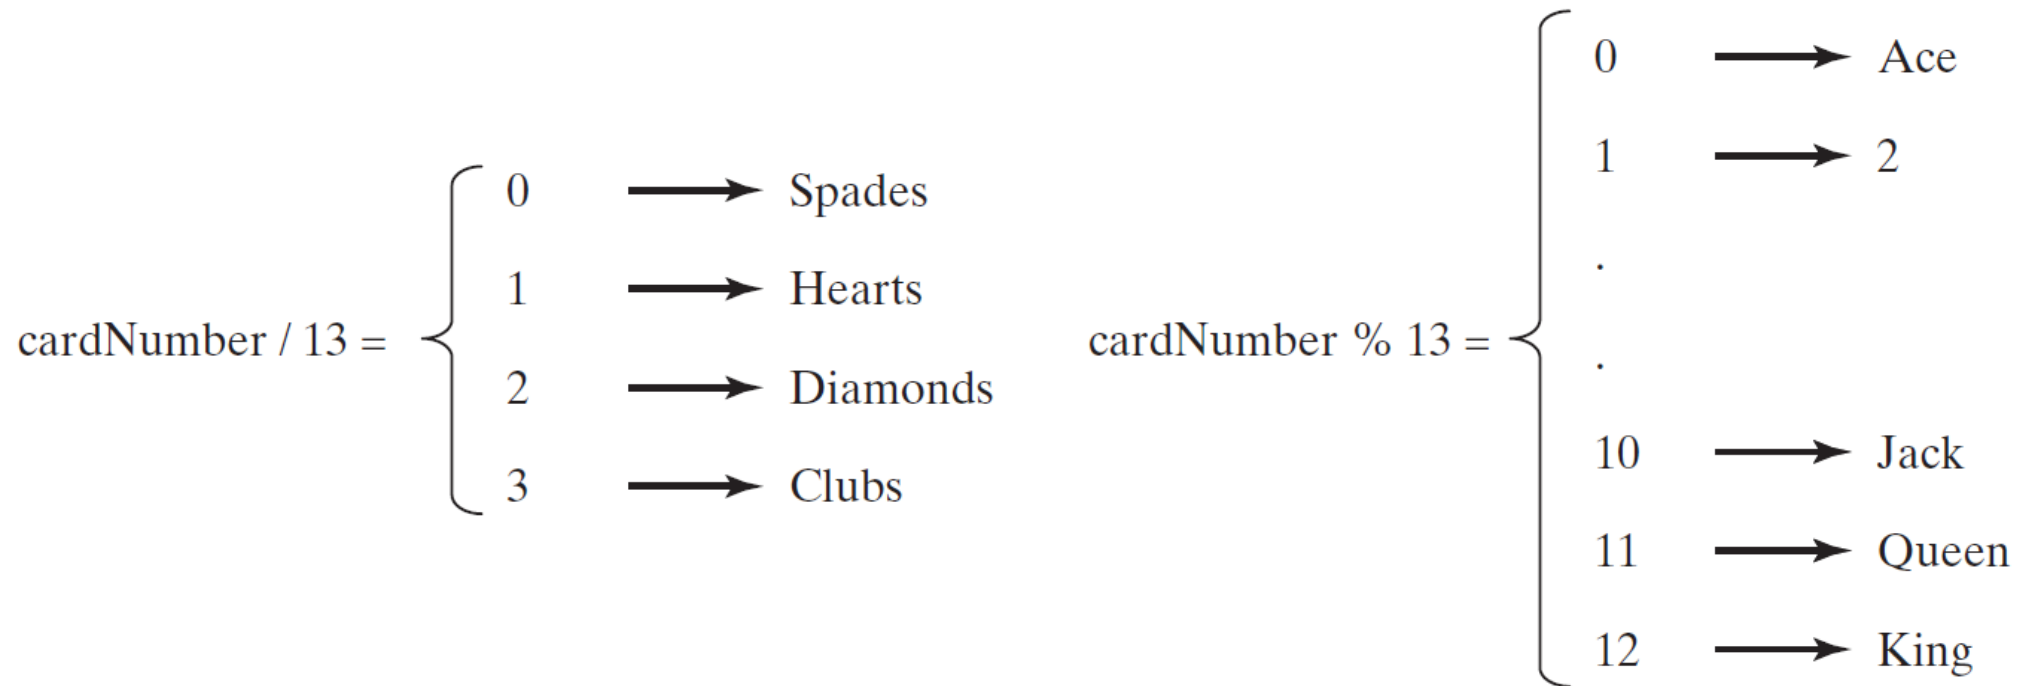 cardNumber / 13 =
0 Spades
1 Hearts
2 Diamonds
3 Clubs
cardNumber % 13 =
0 Ace
1 2
.
.
10 Jack
11 Queen
12 King